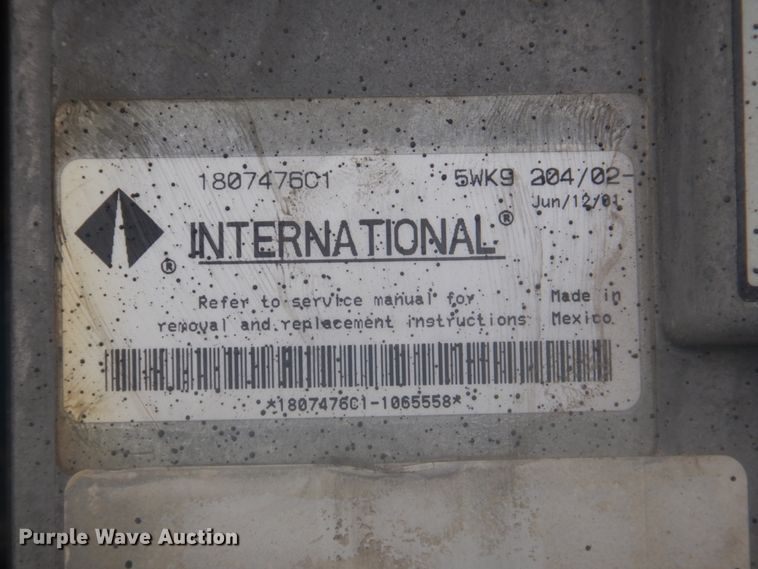 1807476C1 5WK9 204/02-
Jun/12/01
INTERNATIONAL®
®
Refer to service manual for Made in
removal and replacement instructions Mexico
*1807476C1-1065558*
Purple Wave Auction